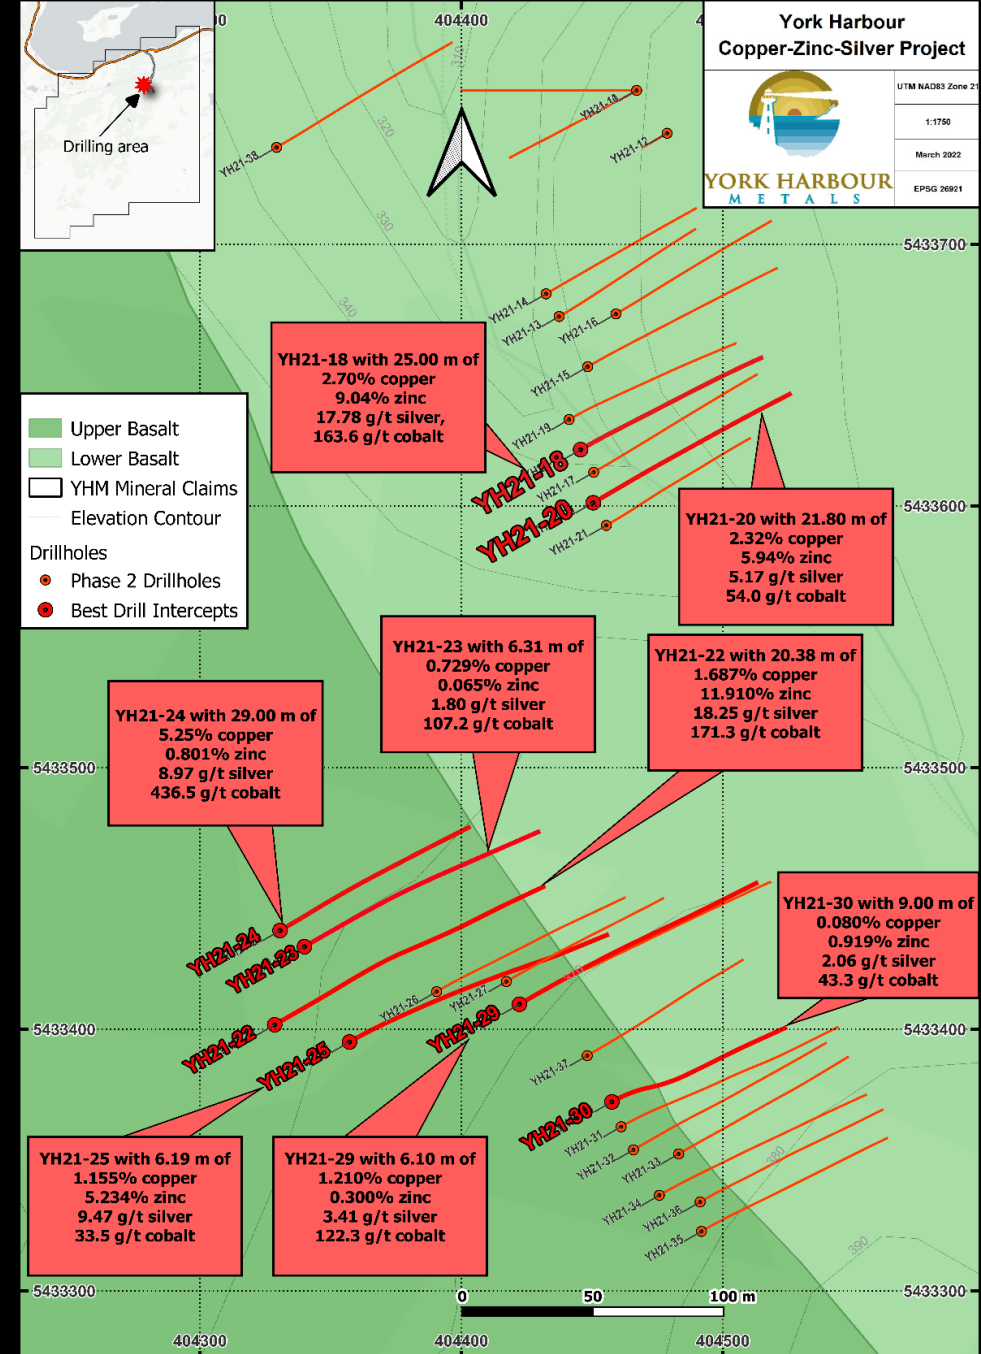 00
404400
4
York Harbour
Copper-Zinc-Silver Project
UTM NAD83 Zone 21
1:1750
March 2022
EPSG 26921
YORK HARBOUR
METALS
Drilling area
310
320
330
340
YH21-38
YH21-11
YH21-12
5433700
YH21-14
YH21-13
YH21-16
YH21-15
YH21-19
YH21-18
YH21-17
YH21-20
YH21-21
YH21-18 with 25.00 m of
2.70% copper
9.04% zinc
17.78 g/t silver,
163.6 g/t cobalt
Upper Basalt
Lower Basalt
YHM Mineral Claims
Elevation Contour
Drillholes
Phase 2 Drillholes
Best Drill Intercepts
5433600
YH21-20 with 21.80 m of
2.32% copper
5.94% zinc
5.17 g/t silver
54.0 g/t cobalt
YH21-23 with 6.31 m of
0.729% copper
0.065% zinc
1.80 g/t silver
107.2 g/t cobalt
YH21-22 with 20.38 m of
1.687% copper
11.910% zinc
18.25 g/t silver
171.3 g/t cobalt
YH21-24 with 29.00 m of
5.25% copper
0.801% zinc
8.97 g/t silver
436.5 g/t cobalt
5433500
5433500
YH21-30 with 9.00 m of
0.080% copper
0.919% zinc
2.06 g/t silver
43.3 g/t cobalt
YH21-24
YH21-23
YH21-26
YH21-27
YH21-22
YH21-25
YH21-29
5433400
5433400
YH21-37
YH21-30
YH21-31
YH21-32
YH21-33
YH21-34
YH21-36
YH21-35
380
390
YH21-25 with 6.19 m of
1.155% copper
5.234% zinc
9.47 g/t silver
33.5 g/t cobalt
YH21-29 with 6.10 m of
1.210% copper
0.300% zinc
3.41 g/t silver
122.3 g/t cobalt
5433300
5433300
0
50
100 m
404300
404400
404500